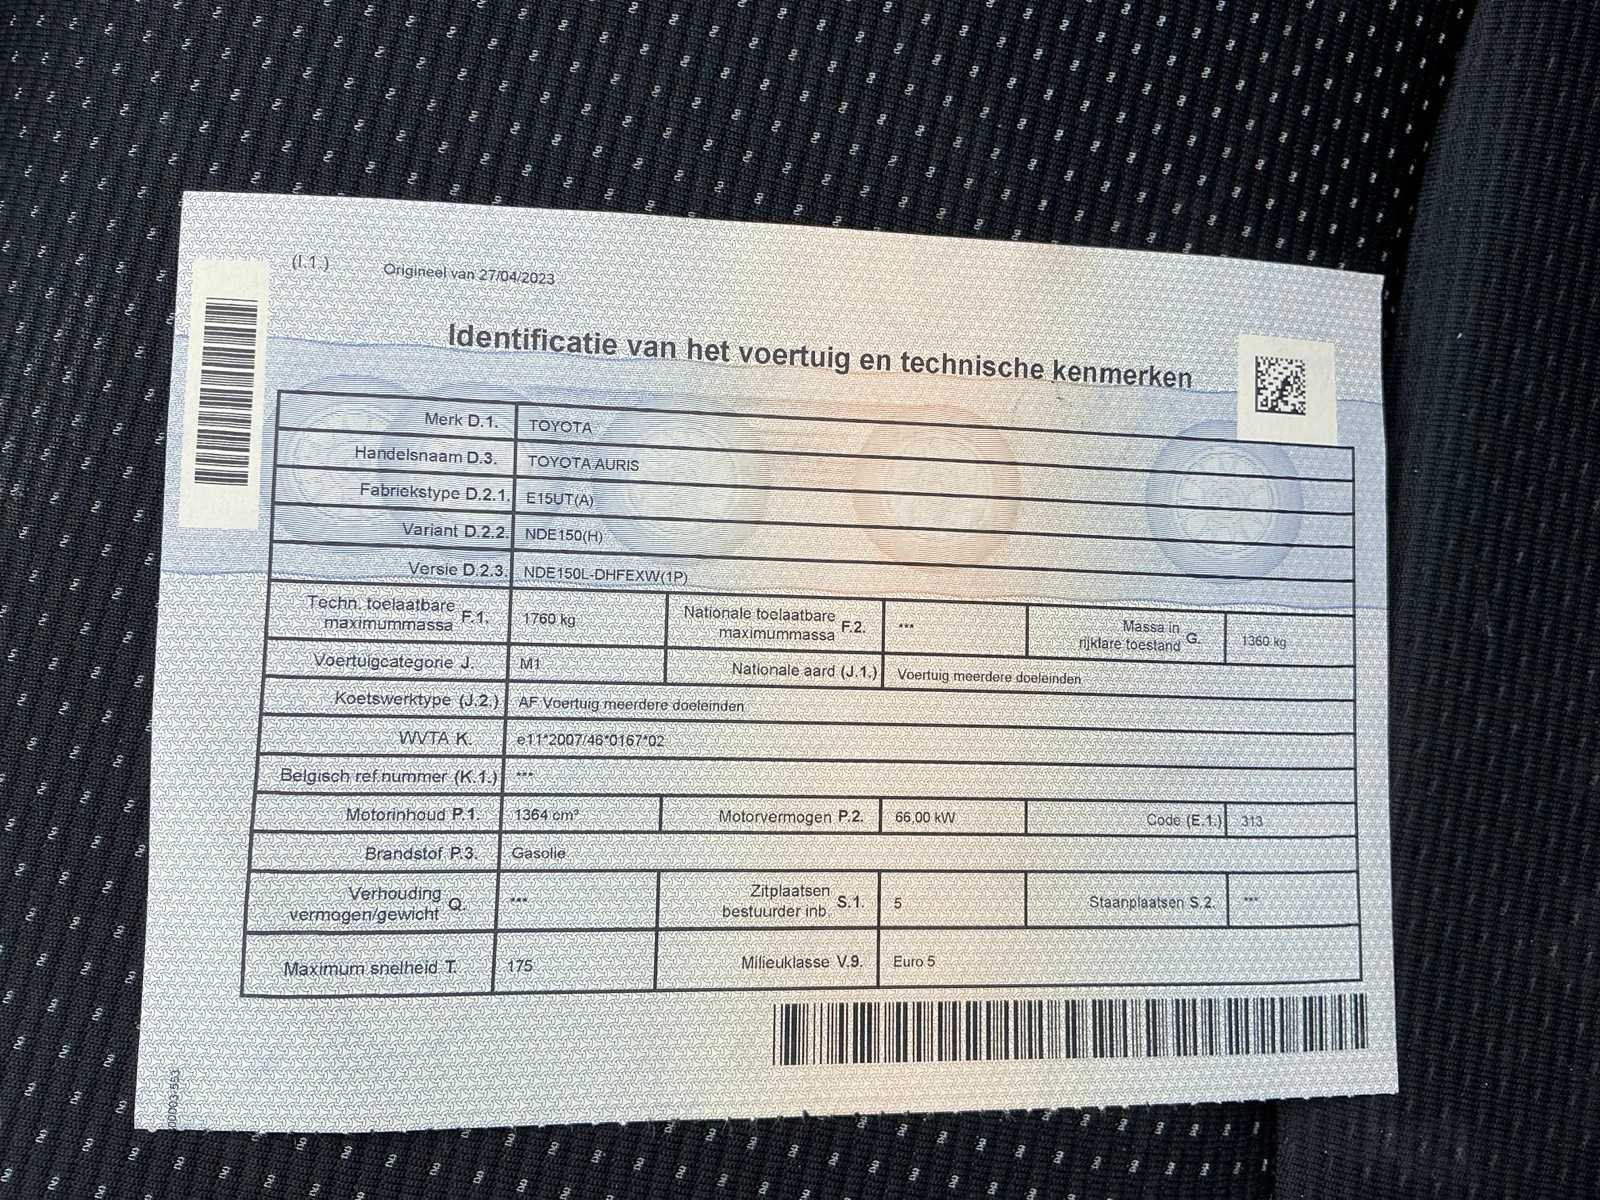 (I.1.) Origineel van 27/04/2023
Identificatie van het voertuig en technische kenmerken
Merk D.1. TOYOTA
Handelsnaam D.3. TOYOTA AURIS
Fabriekstype D.2.1. E15UT(A)
Variant D.2.2. NDE150(H)
Versie D.2.3. NDE150L-DHFEXW(1P)
Techn. toelaatbare maximummassa F.1. 1760 kg Nationale toelaatbare maximummassa F.2. *** Massa in rijklare toestand G. 1360 kg
Voertuigcategorie J. M1 Nationale aard (J.1.) Voertuig meerdere doeleinden
Koetswerktype (J.2.) AF Voertuig meerdere doeleinden
WVTA K. e11*2007/46*0167*02
Belgisch ref.nummer (K.1.) ***
Motorinhoud P.1. 1364 cm³ Motorvermogen P.2. 66,00 kW Code (E.1.) 313
Brandstof P.3. Gasolie
Verhouding vermogen/gewicht Q. *** Zitplaatsen bestuurder inb. S.1. 5 Staanplaatsen S.2. ***
Maximum snelheid T. 175 Milieuklasse V.9. Euro 5